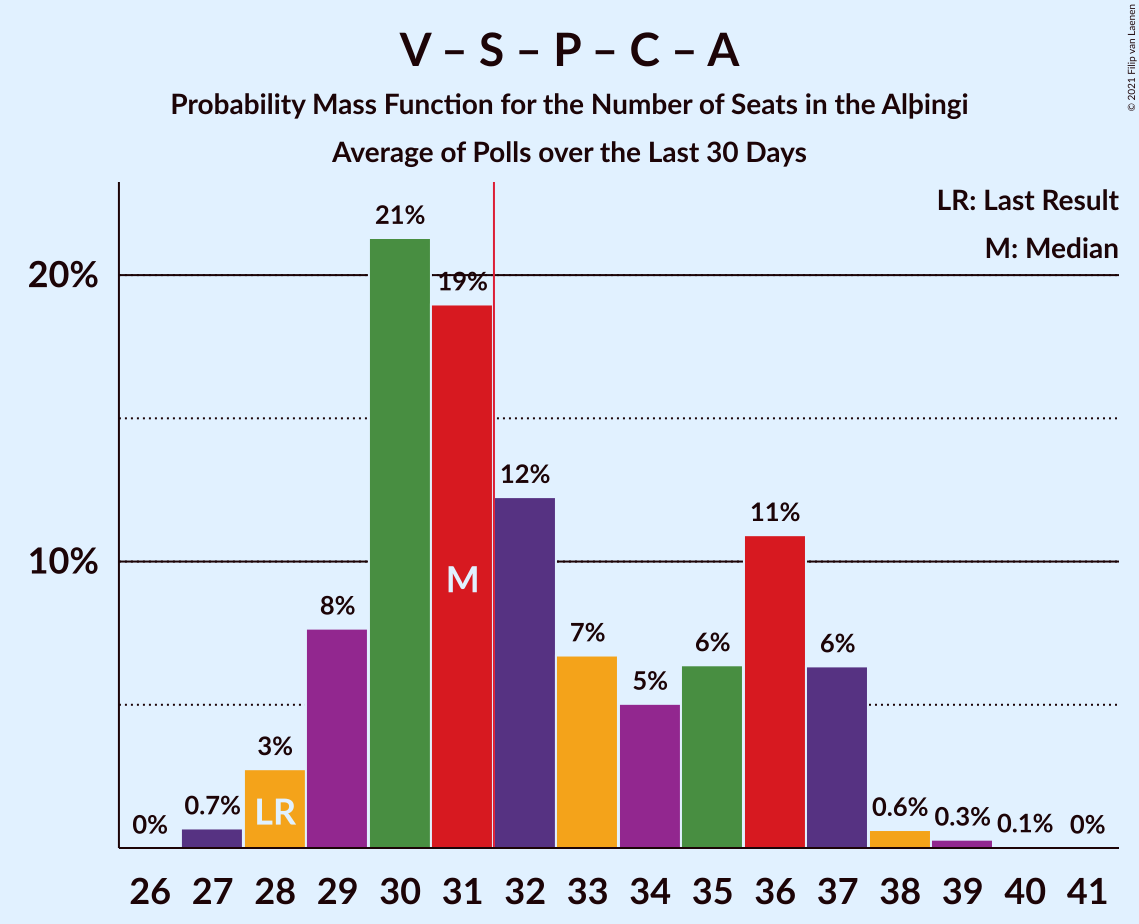 V – S – P – C – A
Probability Mass Function for the Number of Seats in the Alþingi
Average of Polls over the Last 30 Days
© 2021 Filip van Laenen
LR: Last Result
M: Median
20%
10%
0%
0.7%
3%
8%
21%
19%
12%
7%
5%
6%
11%
6%
0.6%
0.3%
0.1%
0%
LR
M
26 27 28 29 30 31 32 33 34 35 36 37 38 39 40 41